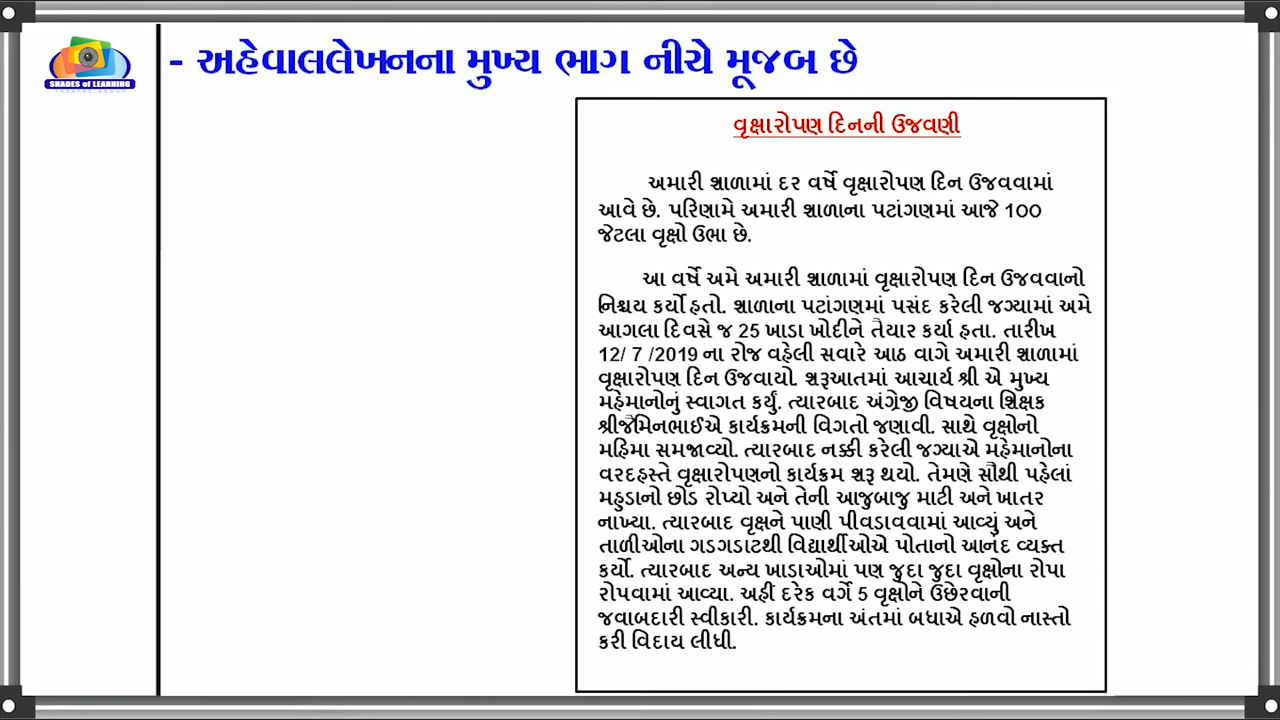 SHADES of LEARNING
- અહેવાલલેખનના મુખ્ય ભાગ નીચે મૂજબ છે
વૃક્ષારોપણ દિનની ઉજવણી
અમારી શાળામાં દર વર્ષે વૃક્ષારોપણ દિન ઉજવવામાં
આવે છે. પરિણામે અમારી શાળાના પટાંગણમાં આજે 100
જેટલા વૃક્ષો ઉભા છે.
આ વર્ષે અમે અમારી શાળામાં વૃક્ષારોપણ દિન ઉજવવાનો
નિશ્ચય કર્યો હતો. શાળાના પટાંગણમાં પસંદ કરેલી જગ્યામાં અમે
આગલા દિવસે જ 25 ખાડા ખોદીને તૈયાર કર્યા હતા. તારીખ
12/ 7 /2019 ના રોજ વહેલી સવારે આઠ વાગે અમારી શાળામાં
વૃક્ષારોપણ દિન ઉજવાયો. શરૂઆતમાં આચાર્ય શ્રી એ મુખ્ય
મહેમાનોનું સ્વાગત કર્યું. ત્યારબાદ અંગ્રેજી વિષયના શિક્ષક
શ્રીજૈમિનભાઈએ કાર્યક્રમની વિગતો જણાવી. સાથે વૃક્ષોનો
મહિમા સમજાવ્યો. ત્યારબાદ નક્કી કરેલી જગ્યાએ મહેમાનોના
વરદહસ્તે વૃક્ષારોપણનો કાર્યક્રમ શરૂ થયો. તેમણે સૌથી પહેલાં
મહુડાનો છોડ રોપ્યો અને તેની આજુબાજુ માટી અને ખાતર
નાખ્યા. ત્યારબાદ વૃક્ષને પાણી પીવડાવવામાં આવ્યું અને
તાળીઓના ગડગડાટથી વિદ્યાર્થીઓએ પોતાનો આનંદ વ્યક્ત
કર્યો. ત્યારબાદ અન્ય ખાડાઓમાં પણ જુદા જુદા વૃક્ષોના રોપા
રોપવામાં આવ્યા. અહીં દરેક વર્ગે 5 વૃક્ષોને ઉછેરવાની
જવાબદારી સ્વીકારી. કાર્યક્રમના અંતમાં બધાએ હળવો નાસ્તો
કરી વિદાય લીધી.